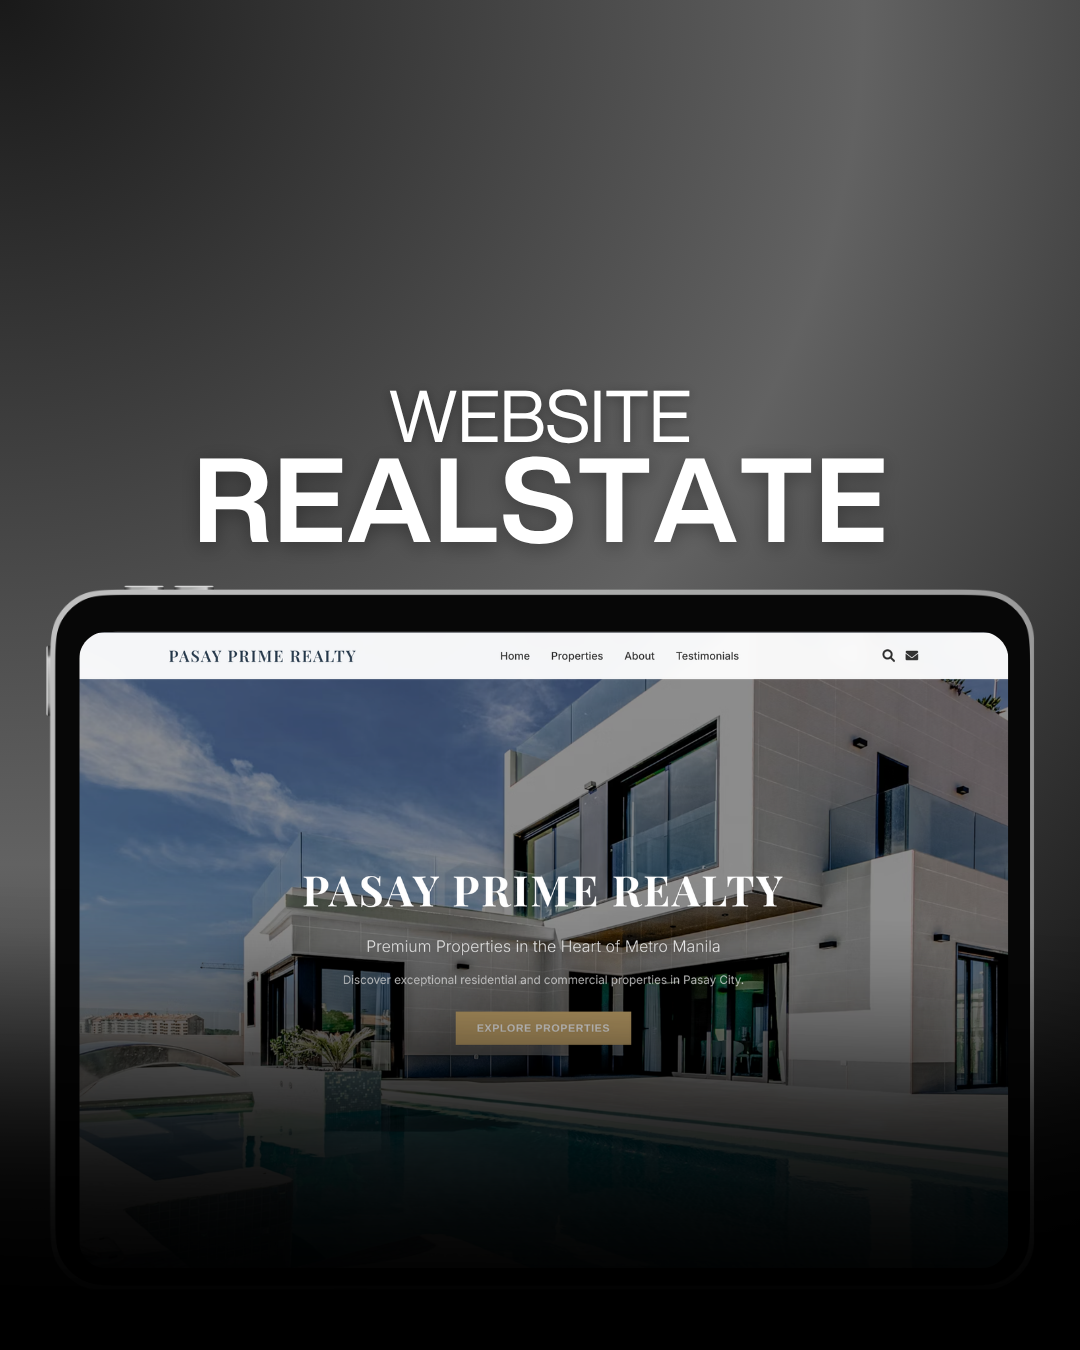 WEBSITE
REALSTATE
PASAY PRIME REALTY
Home Properties About Testimonials
PASAY PRIME REALTY
Premium Properties in the Heart of Metro Manila
Discover exceptional residential and commercial properties in Pasay City.
EXPLORE PROPERTIES